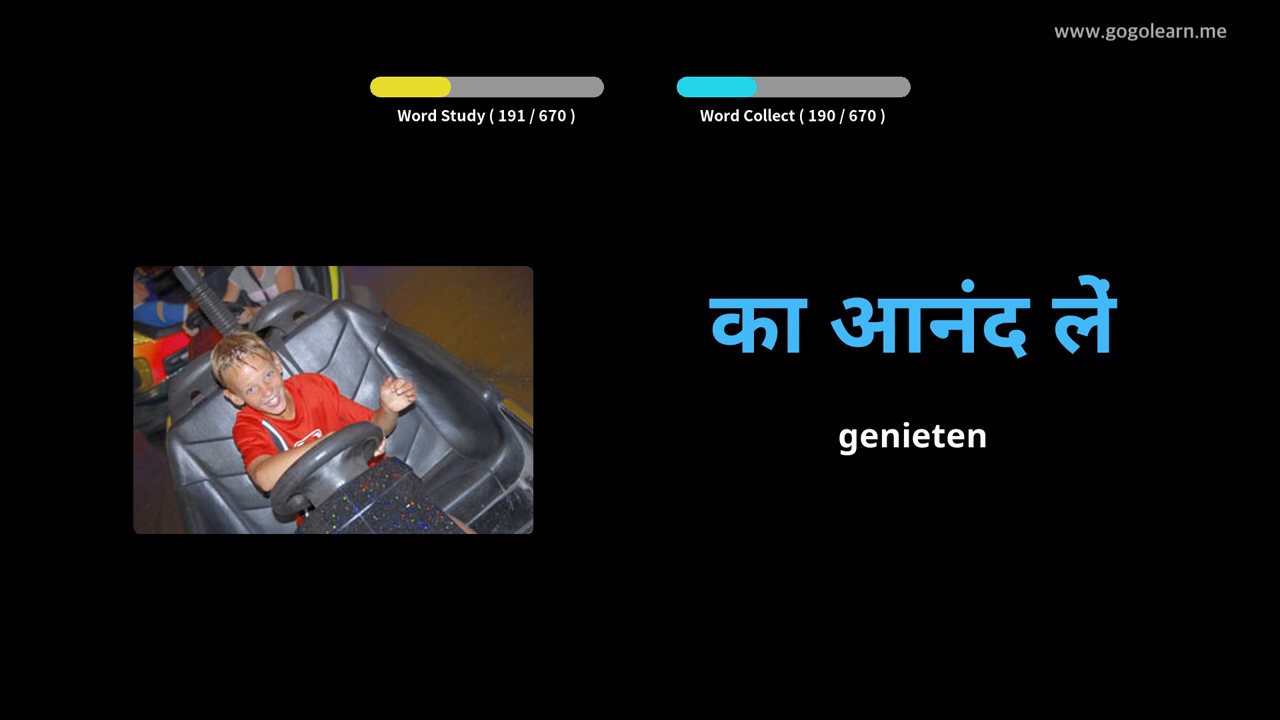 www.gogolearn.me
Word Study ( 191 / 670 )
Word Collect ( 190 / 670 )
का आनंद लें
genieten